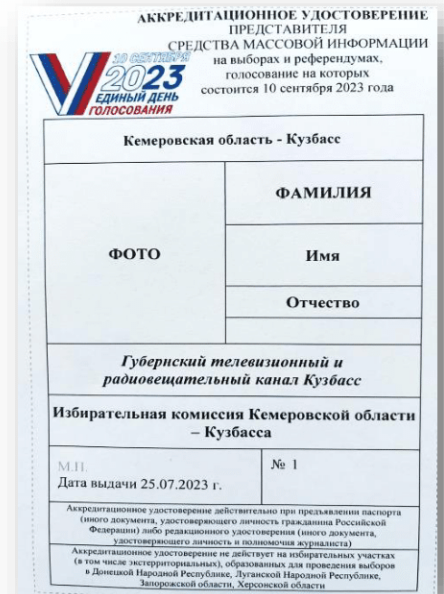 АККРЕДИТАЦИОННОЕ УДОСТОВЕРЕНИЕ
ПРЕДСТАВИТЕЛЯ
СРЕДСТВА МАССОВОЙ ИНФОРМАЦИИ
на выборах и референдумах,
голосование на которых
состоится 10 сентября 2023 года
10 СЕНТЯБРЯ
2023
ЕДИНЫЙ ДЕНЬ
ГОЛОСОВАНИЯ
Кемеровская область - Кузбасс
ФОТО
ФАМИЛИЯ
Имя
Отчество
Губернский телевизионный и
радиовещательный канал Кузбасс
Избирательная комиссия Кемеровской области
– Кузбасса
М.П.
Дата выдачи 25.07.2023 г.
№ 1
Аккредитационное удостоверение действительно при предъявлении паспорта
(иного документа, удостоверяющего личность гражданина Российской
Федерации) либо редакционного удостоверения (иного документа,
удостоверяющего личность и полномочия журналиста)
Аккредитационное удостоверение не действует на избирательных участках
(в том числе экстерриториальных), образованных для проведения выборов
в Донецкой Народной Республике, Луганской Народной Республике,
Запорожской области, Херсонской области